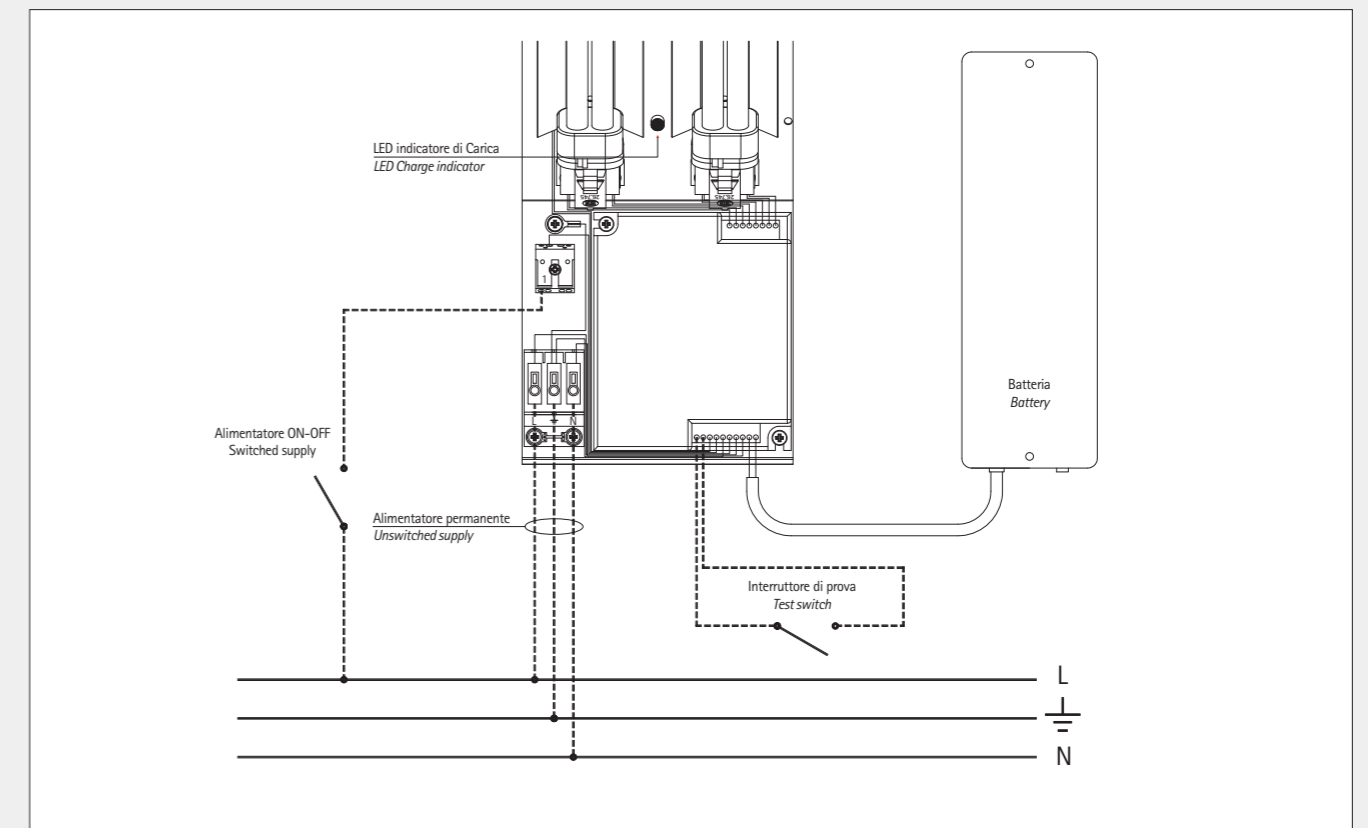 LED indicatore di Carica
LED Charge indicator
1
L
N
Batteria
Battery
Alimentatore ON-OFF
Switched supply
Alimentatore permanente
Unswitched supply
Interruttore di prova
Test switch
L
N